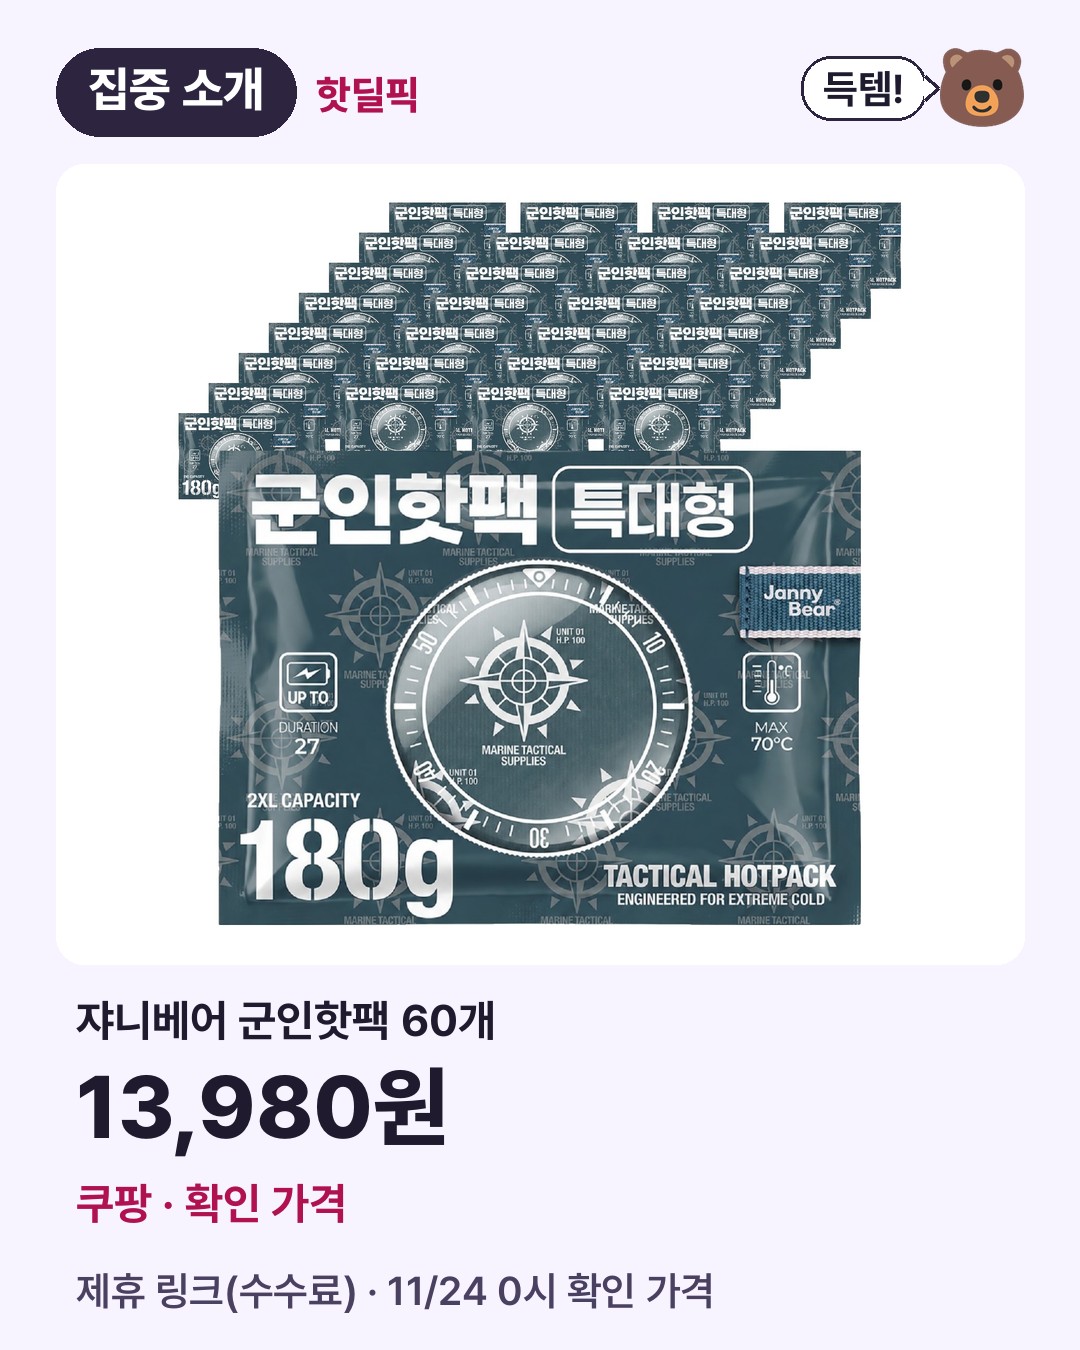 집중 소개
핫딜픽
득템!
군인핫팩 특대형
Janny
Bear
UP TO
DURATION
27
50
10
20
30
40
UNIT 01
H.P. 100
MARINE TACTICAL
SUPPLIES
MAX
70°C
2XL CAPACITY
180g
TACTICAL HOTPACK
ENGINEERED FOR EXTREME COLD
쟈니베어 군인핫팩 60개
13,980원
쿠팡 · 확인 가격
제휴 링크(수수료) · 11/24 0시 확인 가격